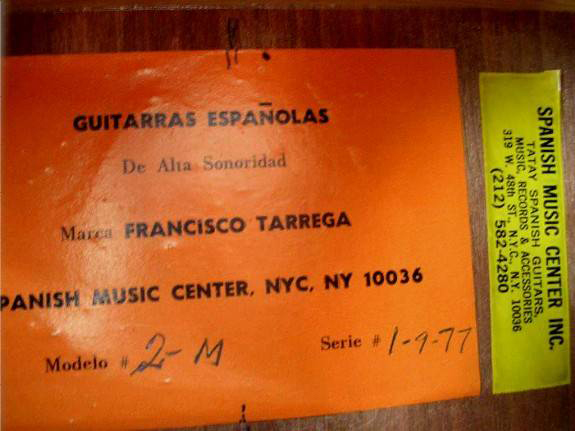 GUITARRAS ESPAÑOLAS
De Alta Sonoridad
Marca FRANCISCO TARREGA
PANISH MUSIC CENTER, NYC, NY 10036
Modelo # 2-M
Serie # 1-9-77
SPANISH MUSIC CENTER INC.
TATAY SPANISH GUITARS,
MUSIC, RECORDS & ACCESSORIES
319 W. 48th ST., N.Y.C., N.Y. 10036
(212) 582-4280